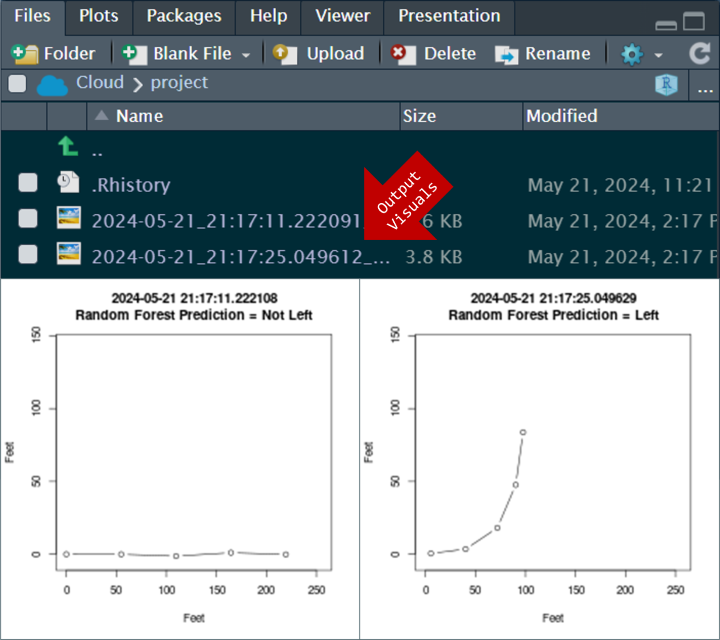 Files Plots Packages Help Viewer Presentation
Folder Blank File Upload Delete Rename
Cloud project R ...
Name Size Modified
..
.Rhistory May 21, 2024, 11:21
Output
Visuals
2024-05-21_21:17:11.222091 6 KB May 21, 2024, 2:17 P
2024-05-21_21:17:25.049612_... 3.8 KB May 21, 2024, 2:17 P
2024-05-21 21:17:11.222108
Random Forest Prediction = Not Left
Feet
150
100
50
0
0 50 100 150 200 250
Feet
2024-05-21 21:17:25.049629
Random Forest Prediction = Left
Feet
150
100
50
0
0 50 100 150 200 250
Feet